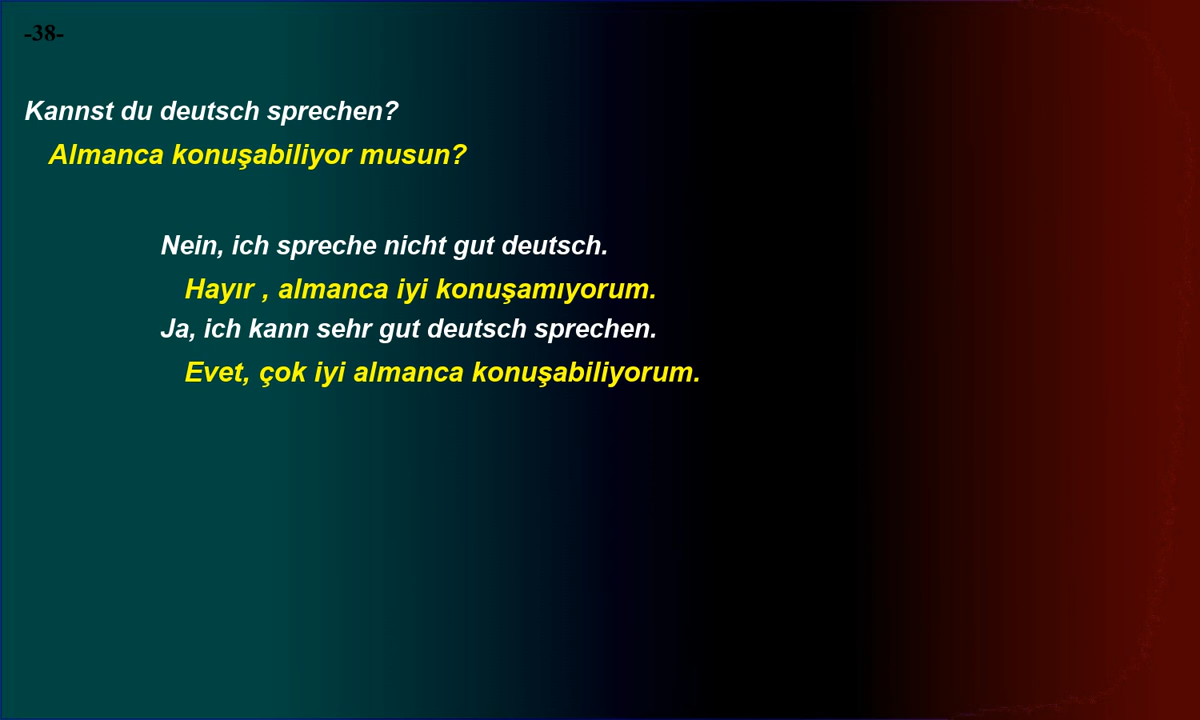 -38-
Kannst du deutsch sprechen?
Almanca konuşabiliyor musun?
Nein, ich spreche nicht gut deutsch.
Hayır , almanca iyi konuşamıyorum.
Ja, ich kann sehr gut deutsch sprechen.
Evet, çok iyi almanca konuşabiliyorum.